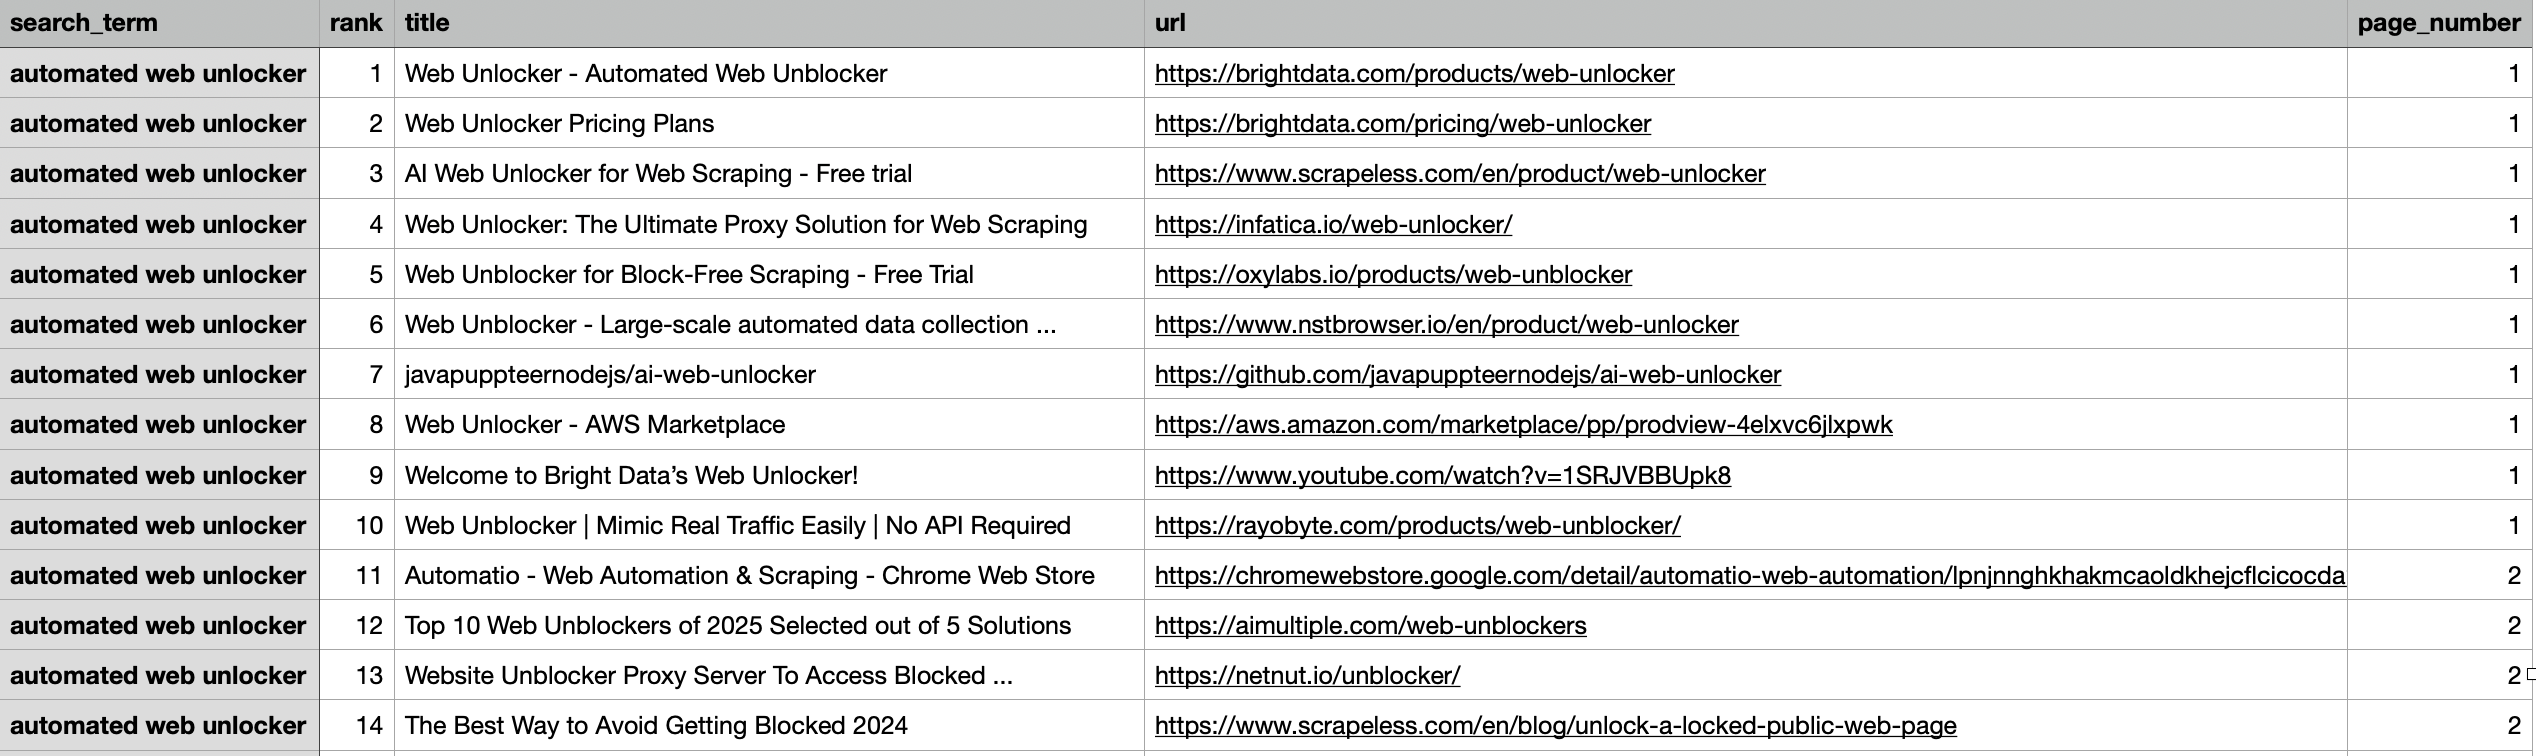 search_term rank title url page_number
automated web unlocker 1 Web Unlocker - Automated Web Unblocker https://brightdata.com/products/web-unlocker 1
automated web unlocker 2 Web Unlocker Pricing Plans https://brightdata.com/pricing/web-unlocker 1
automated web unlocker 3 AI Web Unlocker for Web Scraping - Free trial https://www.scrapeless.com/en/product/web-unlocker 1
automated web unlocker 4 Web Unlocker: The Ultimate Proxy Solution for Web Scraping https://infatica.io/web-unlocker/ 1
automated web unlocker 5 Web Unblocker for Block-Free Scraping - Free Trial https://oxylabs.io/products/web-unblocker 1
automated web unlocker 6 Web Unblocker - Large-scale automated data collection ... https://www.nstbrowser.io/en/product/web-unlocker 1
automated web unlocker 7 javapuppteernodejs/ai-web-unlocker https://github.com/javapuppteernodejs/ai-web-unlocker 1
automated web unlocker 8 Web Unlocker - AWS Marketplace https://aws.amazon.com/marketplace/pp/prodview-4elxvc6jlxpwk 1
automated web unlocker 9 Welcome to Bright Data’s Web Unlocker! https://www.youtube.com/watch?v=1SRJVBBUpk8 1
automated web unlocker 10 Web Unblocker | Mimic Real Traffic Easily | No API Required https://rayobyte.com/products/web-unblocker/ 1
automated web unlocker 11 Automatio - Web Automation & Scraping - Chrome Web Store https://chromewebstore.google.com/detail/automatio-web-automation/lpnjnnghkhakmcaoldkhejcflcicocda 2
automated web unlocker 12 Top 10 Web Unblockers of 2025 Selected out of 5 Solutions https://aimultiple.com/web-unblockers 2
automated web unlocker 13 Website Unblocker Proxy Server To Access Blocked ... https://netnut.io/unblocker/ 2
automated web unlocker 14 The Best Way to Avoid Getting Blocked 2024 https://www.scrapeless.com/en/blog/unlock-a-locked-public-web-page 2